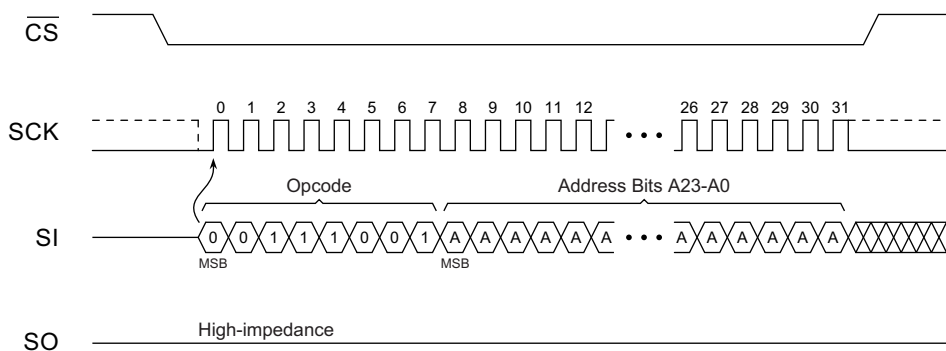 CS
0 1 2 3 4 5 6 7 8 9 10 11 12 26 27 28 29 30 31
SCK
Opcode Address Bits A23-A0
SI 0 0 1 1 1 0 0 1 A A A A A A A A A A A A
MSB MSB
High-impedance
SO